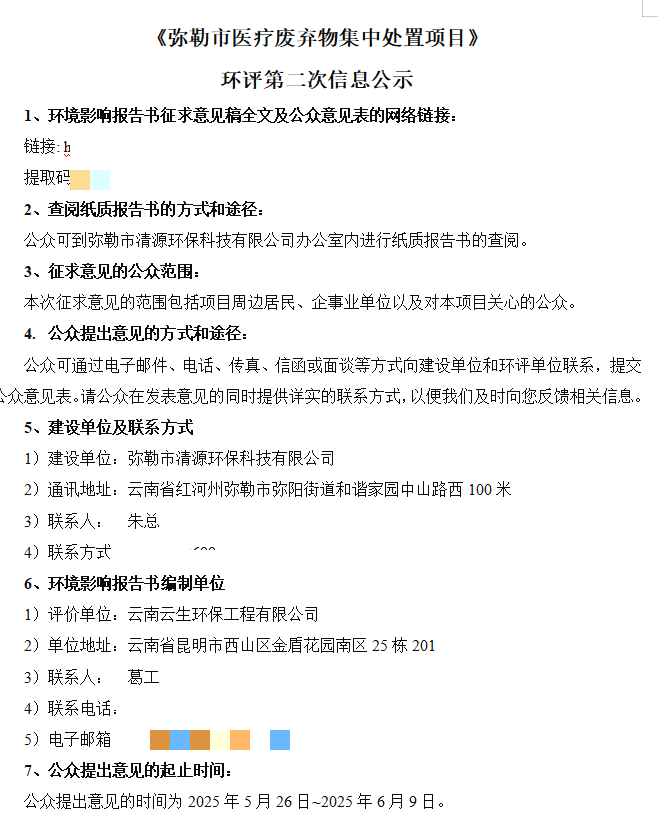 《弥勒市医疗废弃物集中处置项目》
环评第二次信息公示
1、环境影响报告书征求意见稿全文及公众意见表的网络链接：
链接: h
提取码
2、查阅纸质报告书的方式和途径：
公众可到弥勒市清源环保科技有限公司办公室内进行纸质报告书的查阅。
3、征求意见的公众范围：
本次征求意见的范围包括项目周边居民、企事业单位以及对本项目关心的公众。
4. 公众提出意见的方式和途径：
公众可通过电子邮件、电话、传真、信函或面谈等方式向建设单位和环评单位联系，提交
公众意见表。请公众在发表意见的同时提供详实的联系方式，以便我们及时向您反馈相关信息。
5、建设单位及联系方式
1）建设单位：弥勒市清源环保科技有限公司
2）通讯地址：云南省红河州弥勒市弥阳街道和谐家园中山路西 100 米
3）联系人： 朱总
4）联系方式
6、环境影响报告书编制单位
1）评价单位：云南云生环保工程有限公司
2）单位地址：云南省昆明市西山区金盾花园南区 25 栋 201
3）联系人： 葛工
4）联系电话：
5）电子邮箱
7、公众提出意见的起止时间：
公众提出意见的时间为 2025 年 5 月 26 日~2025 年 6 月 9 日。